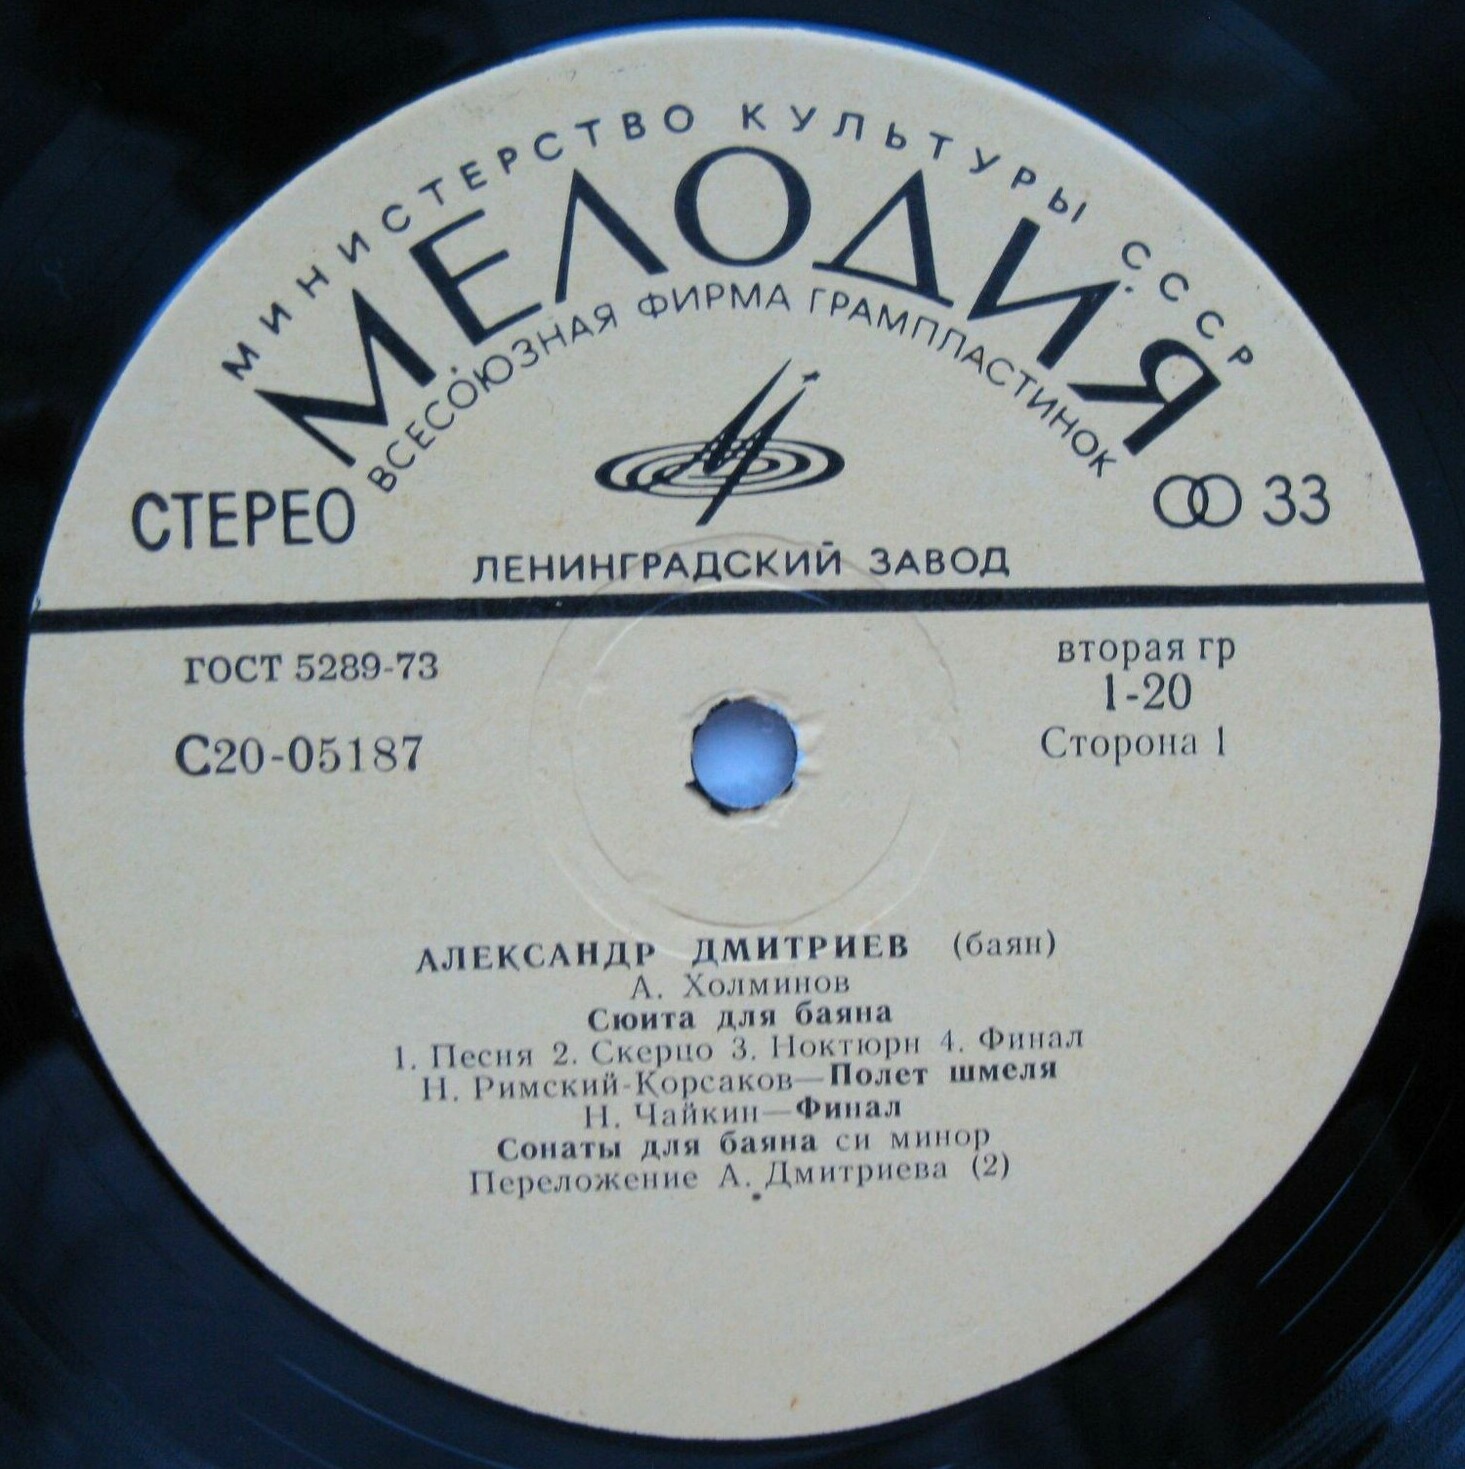 МИНИСТЕРСТВО КУЛЬТУРЫ СССР
МЕЛОДИЯ
ВСЕСОЮЗНАЯ ФИРМА ГРАМПЛАСТИНОК
СТЕРЕО
33
ЛЕНИНГРАДСКИЙ ЗАВОД
ГОСТ 5289-73
вторая гр
1-20
С20-05187
Сторона 1
АЛЕКСАНДР ДМИТРИЕВ (баян)
А. Холминов
Сюита для баяна
1. Песня 2. Скерцо 3. Ноктюрн 4. Финал
Н. Римский-Корсаков—Полет шмеля
Н. Чайкин—Финал
Сонаты для баяна си минор
Переложение А. Дмитриева (2)